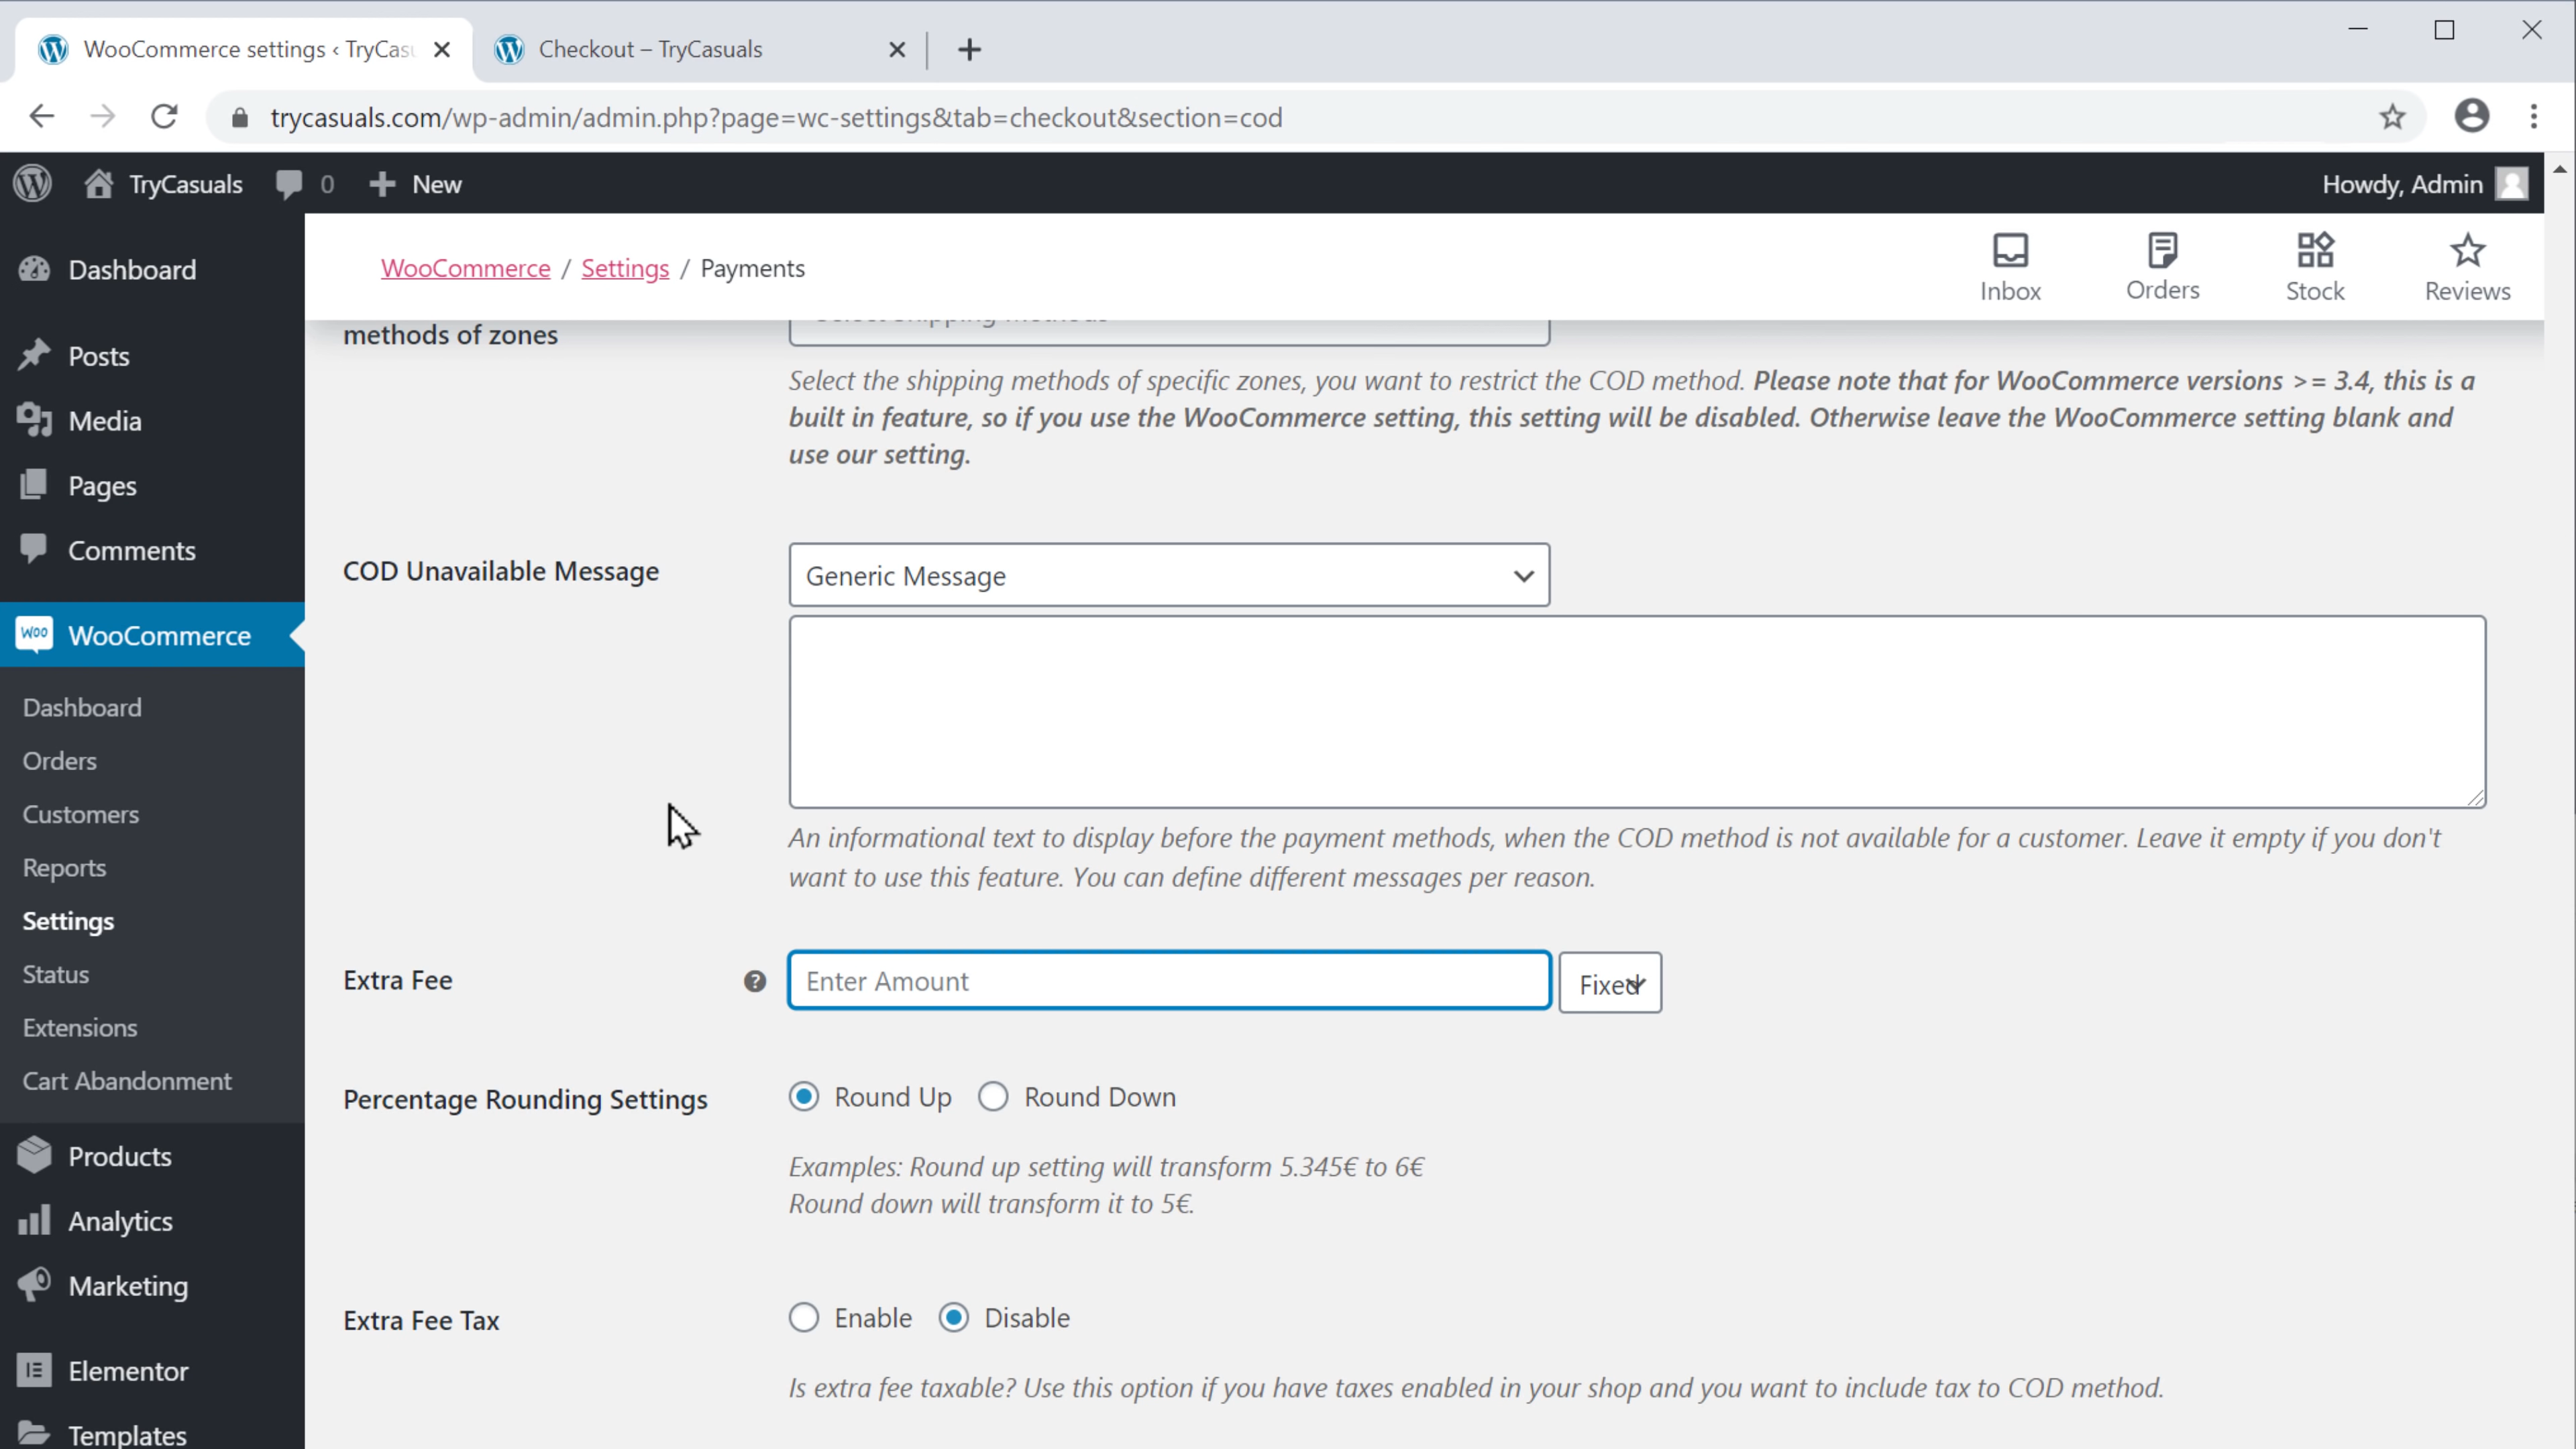 WooCommerce settings ‹ TryCasu
Checkout – TryCasuals
trycasuals.com/wp-admin/admin.php?page=wc-settings&tab=checkout&section=cod
TryCasuals
0
New
Howdy, Admin
Dashboard
Posts
Media
Pages
Comments
Woo
WooCommerce
Dashboard
Orders
Customers
Reports
Settings
Status
Extensions
Cart Abandonment
Products
Analytics
Marketing
Elementor
Templates
WooCommerce / Settings / Payments
Inbox
Orders
Stock
Reviews
methods of zones
Select the shipping methods of specific zones, you want to restrict the COD method. Please note that for WooCommerce versions >= 3.4, this is a
built in feature, so if you use the WooCommerce setting, this setting will be disabled. Otherwise leave the WooCommerce setting blank and
use our setting.
COD Unavailable Message
Generic Message
An informational text to display before the payment methods, when the COD method is not available for a customer. Leave it empty if you don't
want to use this feature. You can define different messages per reason.
Extra Fee
?
Enter Amount
Fixed
Percentage Rounding Settings
Round Up
Round Down
Examples: Round up setting will transform 5.345€ to 6€
Round down will transform it to 5€.
Extra Fee Tax
Enable
Disable
Is extra fee taxable? Use this option if you have taxes enabled in your shop and you want to include tax to COD method.